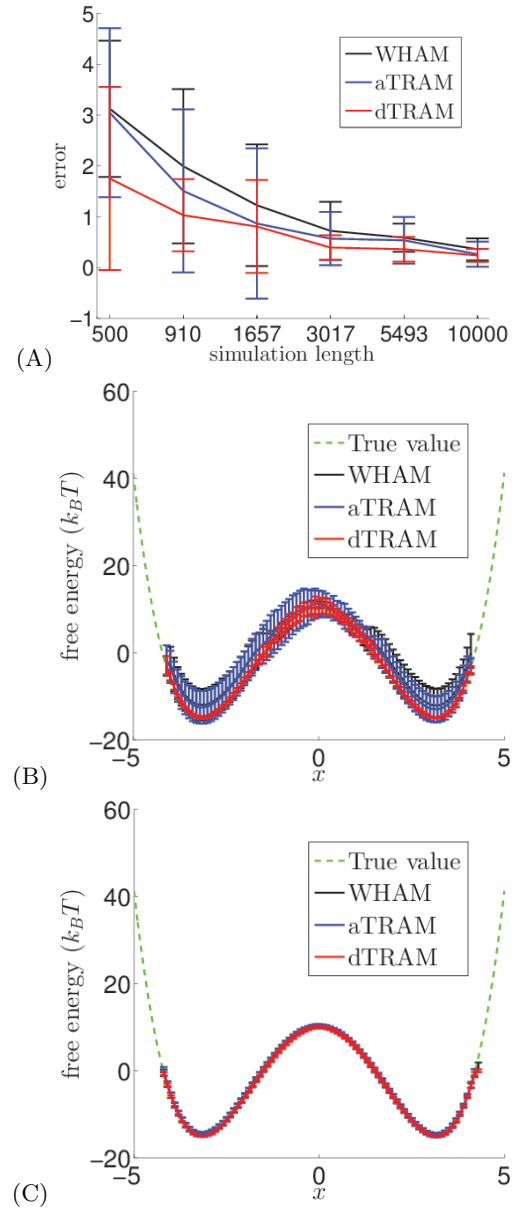 5
4
3
2
1
0
−1
error
WHAM
aTRAM
dTRAM
500 910 1657 3017 5493 10000
simulation length
(A)
60
40
20
0
−20
free energy (k_BT)
True value
WHAM
aTRAM
dTRAM
−5 0 5
x
(B)
60
40
20
0
−20
free energy (k_BT)
True value
WHAM
aTRAM
dTRAM
−5 0 5
x
(C)